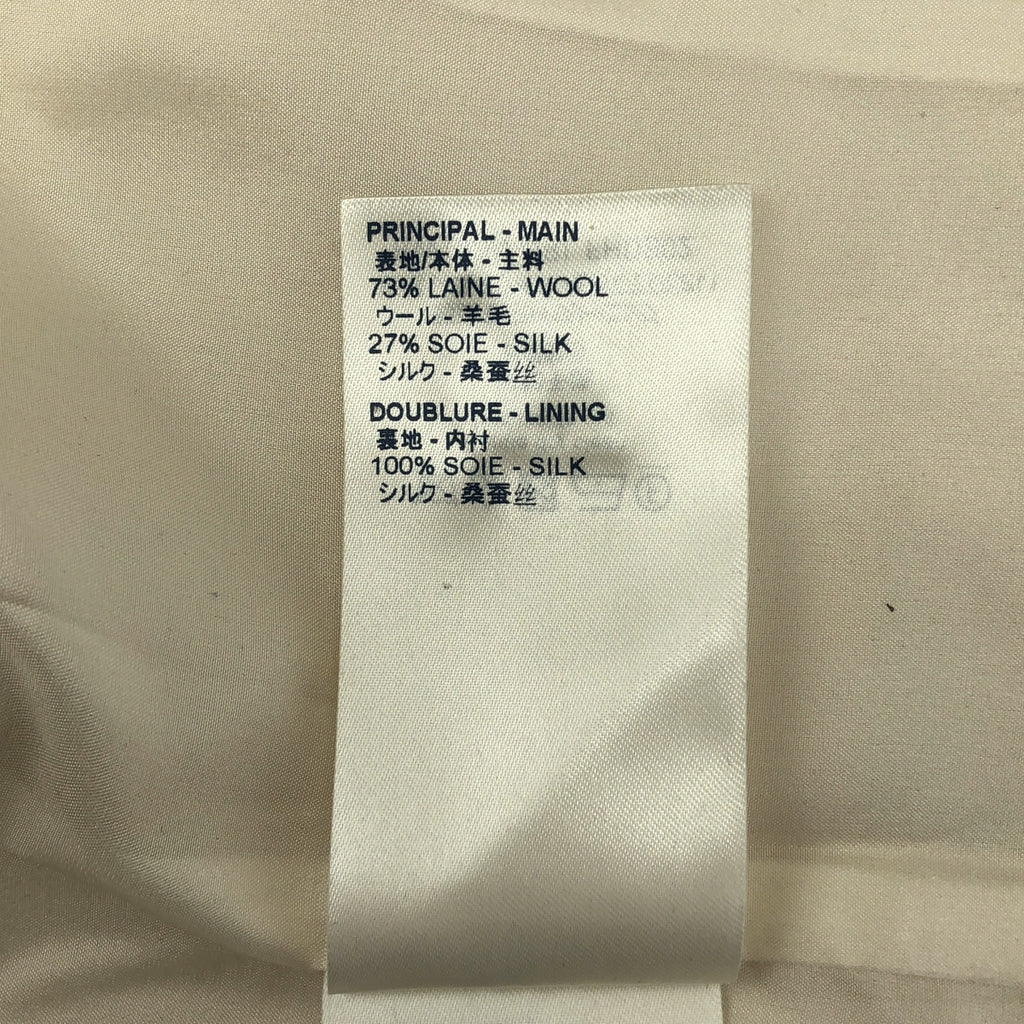 PRINCIPAL - MAIN
表地/本体 - 主料
73% LAINE - WOOL
ウール - 羊毛
27% SOIE - SILK
シルク - 桑蚕丝
DOUBLURE - LINING
裏地 - 内衬
100% SOIE - SILK
シルク - 桑蚕丝